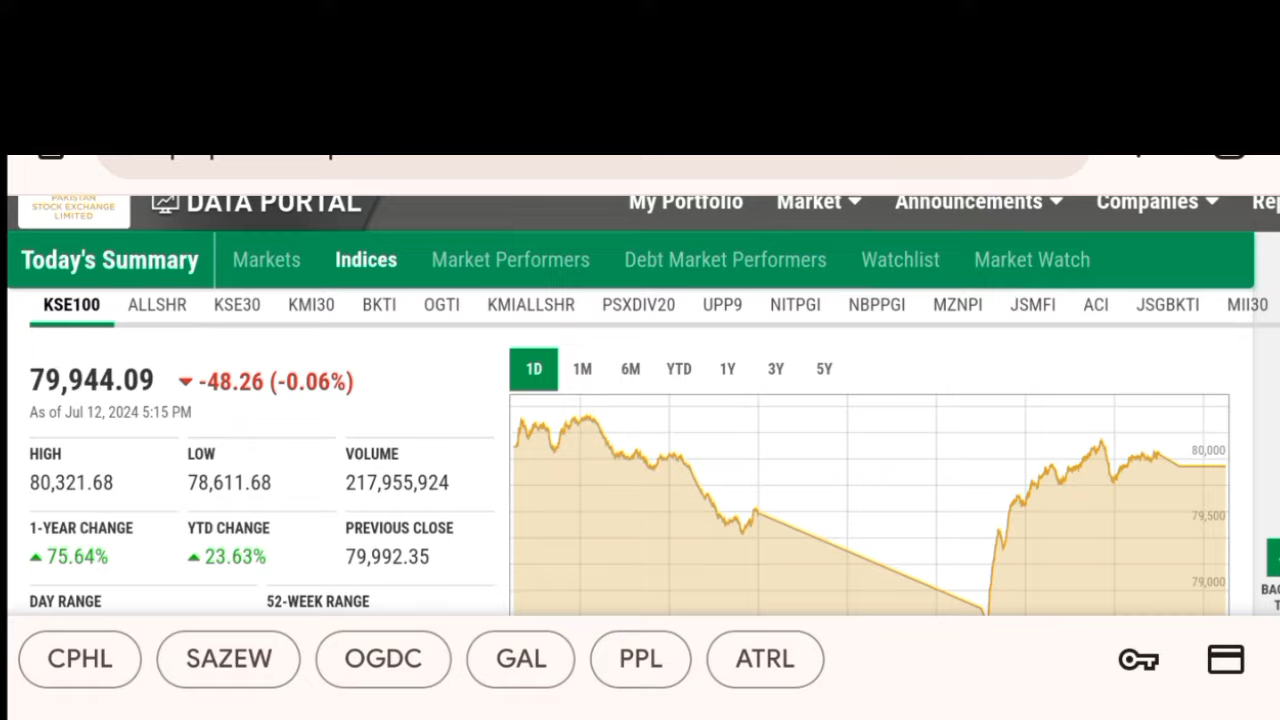 PAKISTAN
STOCK EXCHANGE
LIMITED
DATA PORTAL
My Portfolio Market Announcements Companies
Today's Summary Markets Indices Market Performers Debt Market Performers Watchlist Market Watch
KSE100 ALLSHR KSE30 KMI30 BKTI OGTI KMIALLSHR PSXDIV20 UPP9 NITPGI NBPPGI MZNPI JSMFI ACI JSGBKTI MII30
79,944.09 -48.26 (-0.06%)
As of Jul 12, 2024 5:15 PM
HIGH LOW VOLUME
80,321.68 78,611.68 217,955,924
1-YEAR CHANGE YTD CHANGE PREVIOUS CLOSE
75.64% 23.63% 79,992.35
DAY RANGE 52-WEEK RANGE
1D 1M 6M YTD 1Y 3Y 5Y
80,000
79,500
79,000
CPHL SAZEW OGDC GAL PPL ATRL